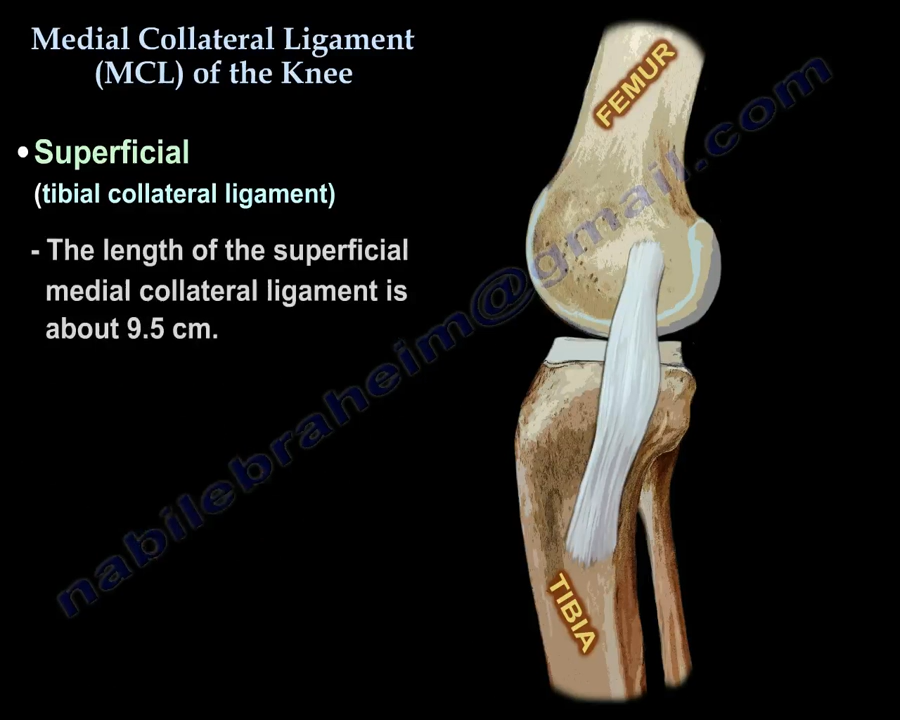 Medial Collateral Ligament
(MCL) of the Knee
• Superficial
(tibial collateral ligament)
- The length of the superficial
medial collateral ligament is
about 9.5 cm.
FEMUR
TIBIA
nabilebraheim@gmail.com